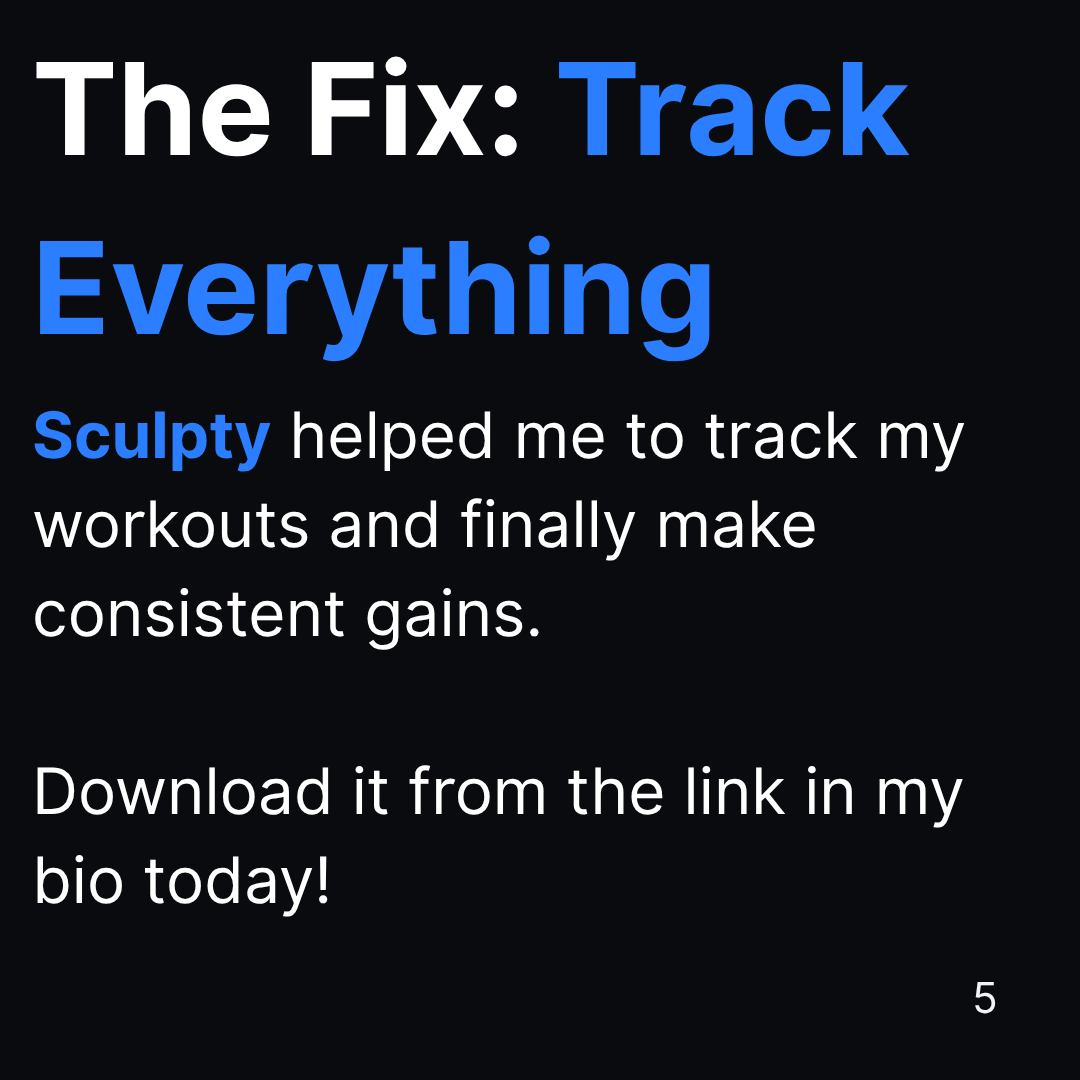 The Fix: Track
Everything
Sculpty helped me to track my
workouts and finally make
consistent gains.
Download it from the link in my
bio today!
5